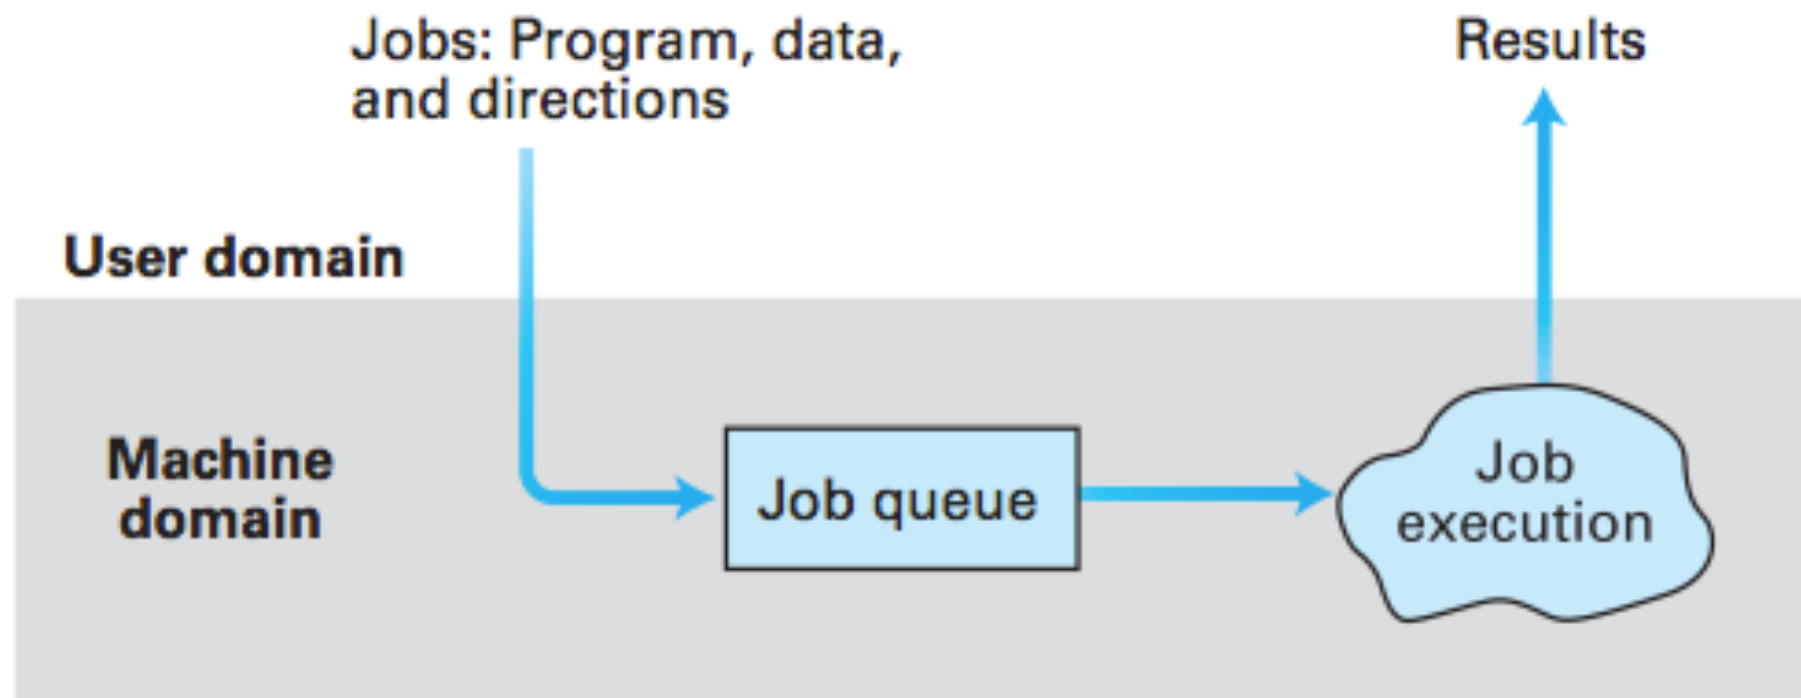 Jobs: Program, data,
and directions
Results
User domain
Machine
domain
Job queue
Job
execution